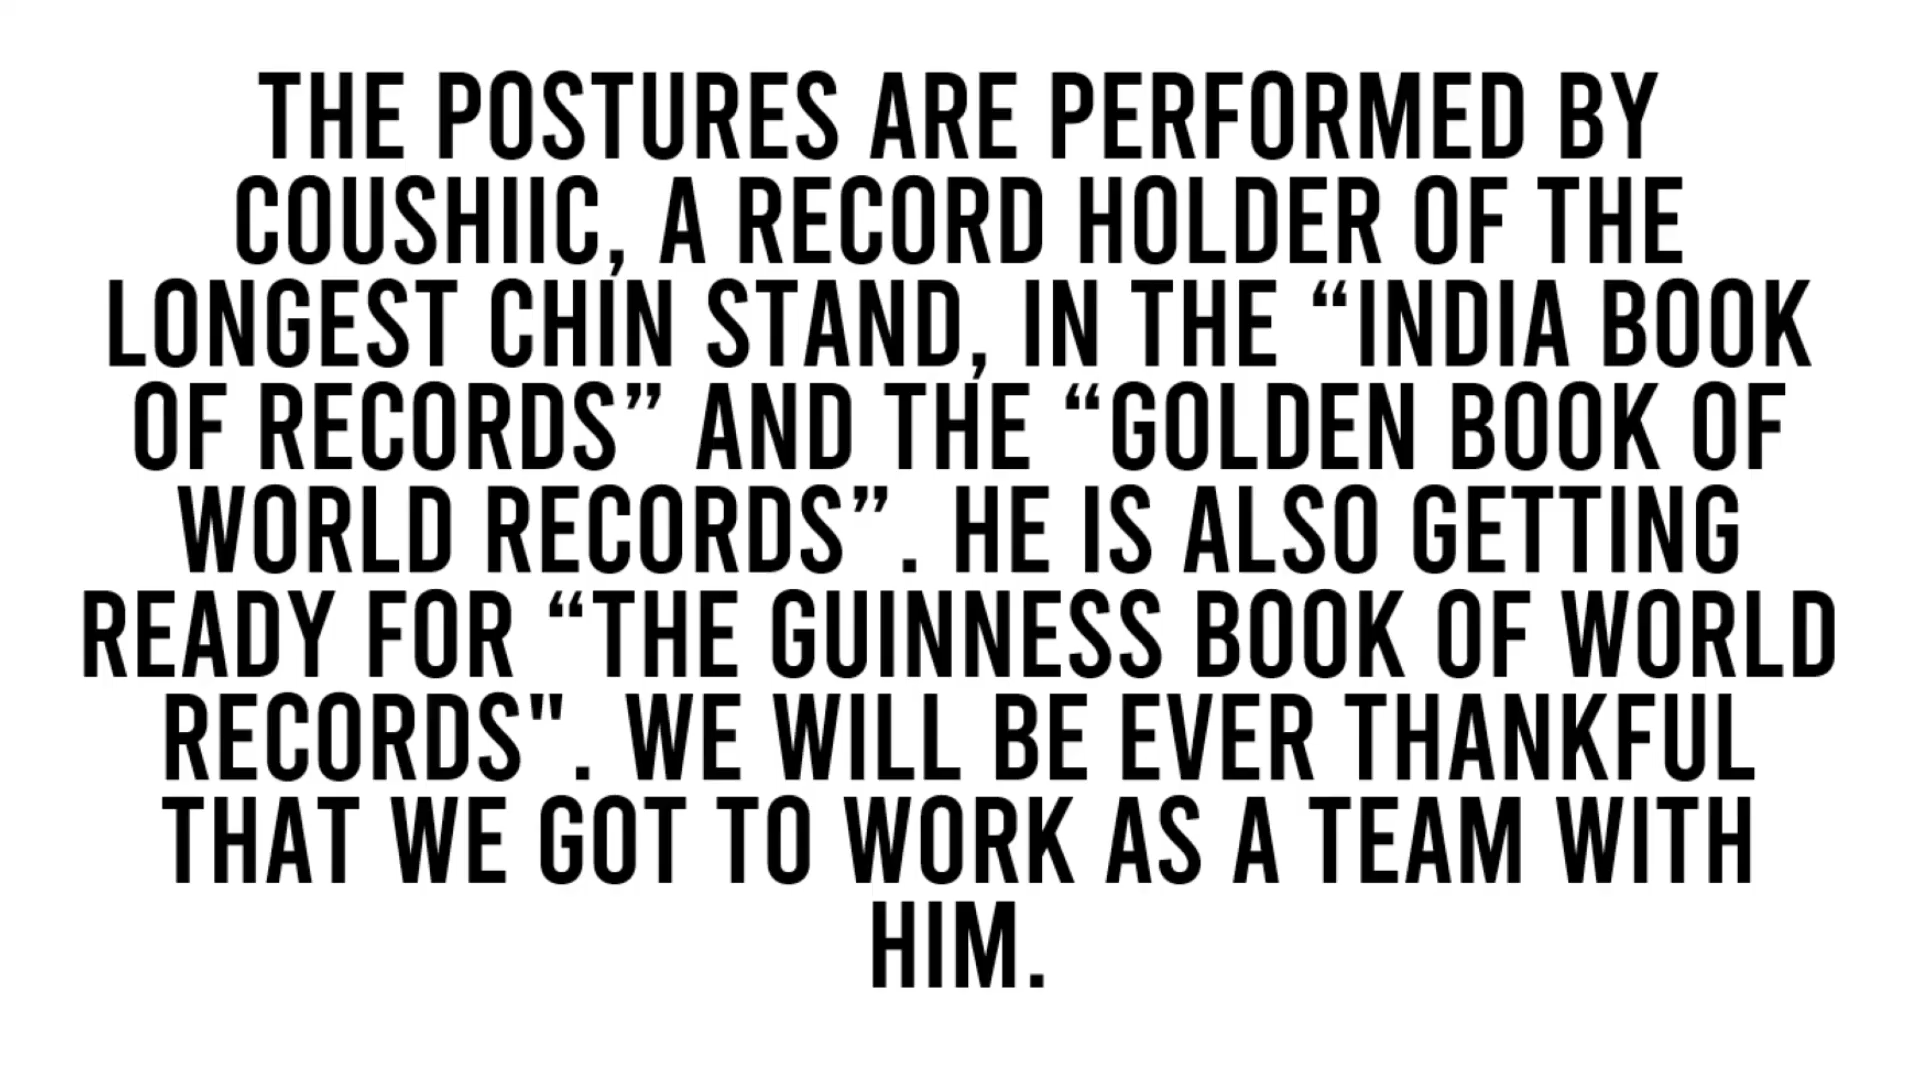 THE POSTURES ARE PERFORMED BY
COUSHIIC, A RECORD HOLDER OF THE
LONGEST CHIN STAND, IN THE “INDIA BOOK
OF RECORDS” AND THE “GOLDEN BOOK OF
WORLD RECORDS”. HE IS ALSO GETTING
READY FOR “THE GUINNESS BOOK OF WORLD
RECORDS". WE WILL BE EVER THANKFUL
THAT WE GOT TO WORK AS A TEAM WITH
HIM.